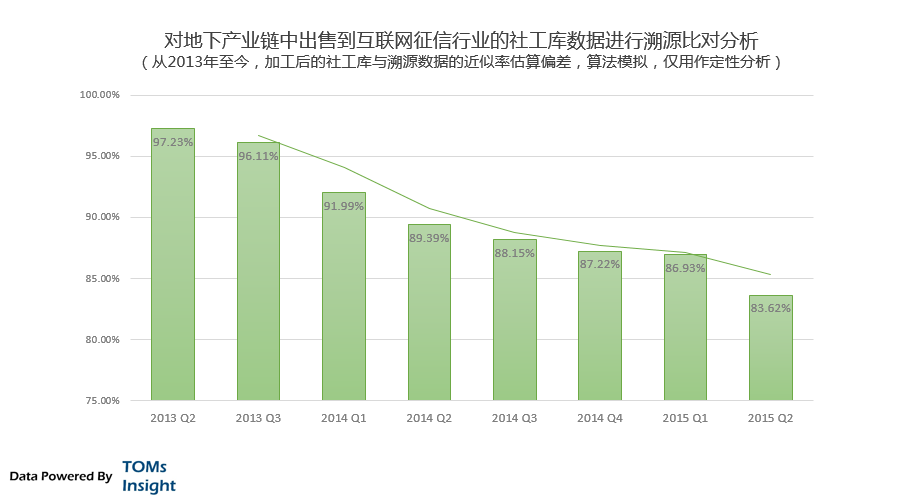 对地下产业链中出售到互联网征信行业的社工库数据进行溯源比对分析
（从2013年至今，加工后的社工库与溯源数据的近似率估算偏差，算法模拟，仅用作定性分析）
100.00%
95.00%
90.00%
85.00%
80.00%
75.00%
97.23%
96.11%
91.99%
89.39%
88.15%
87.22%
86.93%
83.62%
2013 Q2
2013 Q3
2014 Q1
2014 Q2
2014 Q3
2014 Q4
2015 Q1
2015 Q2
Data Powered By
TOMs
Insight